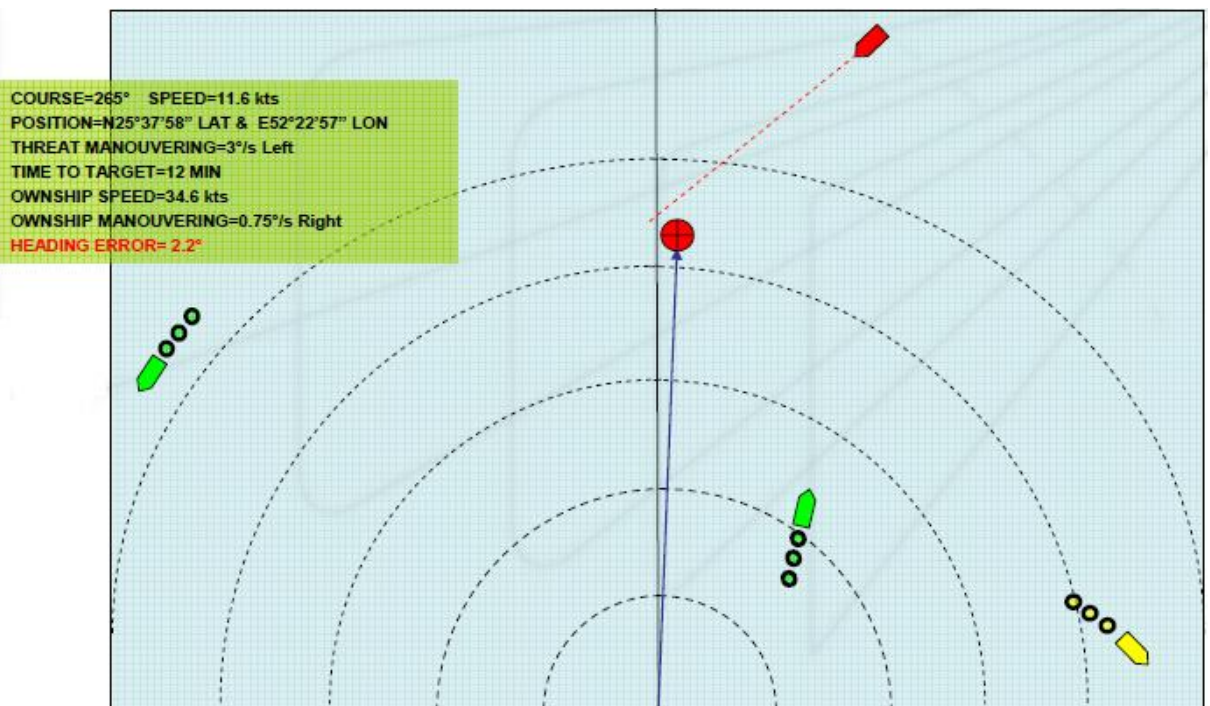 COURSE=265° SPEED=11.6 kts
POSITION=N25°37'58” LAT & E52°22'57” LON
THREAT MANOUVERING=3°/s Left
TIME TO TARGET=12 MIN
OWNSHIP SPEED=34.6 kts
OWNSHIP MANOUVERING=0.75°/s Right
HEADING ERROR= 2.2°